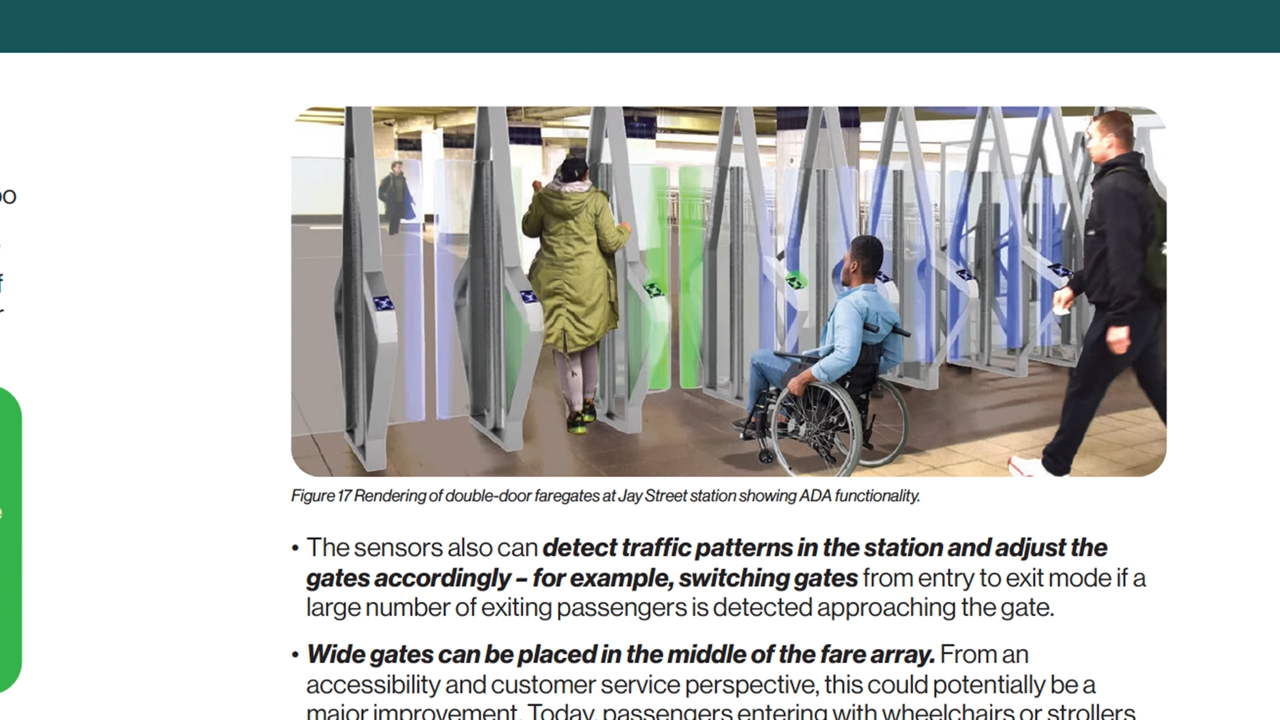 Figure 17 Rendering of double-door faregates at Jay Street station showing ADA functionality.
• The sensors also can detect traffic patterns in the station and adjust the
gates accordingly – for example, switching gates from entry to exit mode if a
large number of exiting passengers is detected approaching the gate.
• Wide gates can be placed in the middle of the fare array. From an
accessibility and customer service perspective, this could potentially be a
major improvement. Today, passengers entering with wheelchairs or strollers